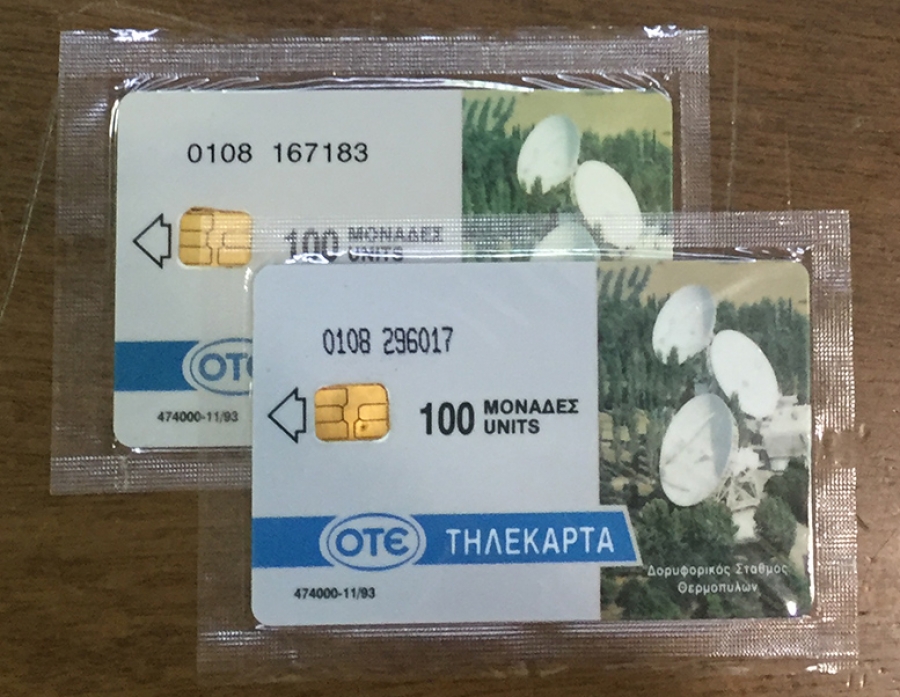 0108 167183
100 ΜΟΝΑΔΕΣ
UNITS
ΟΤΕ
474000-11/93
0108 296017
100 ΜΟΝΑΔΕΣ
UNITS
ΟΤΕ ΤΗΛΕΚΑΡΤΑ
474000-11/93
Δορυφορικός Σταθμός
Θερμοπυλών